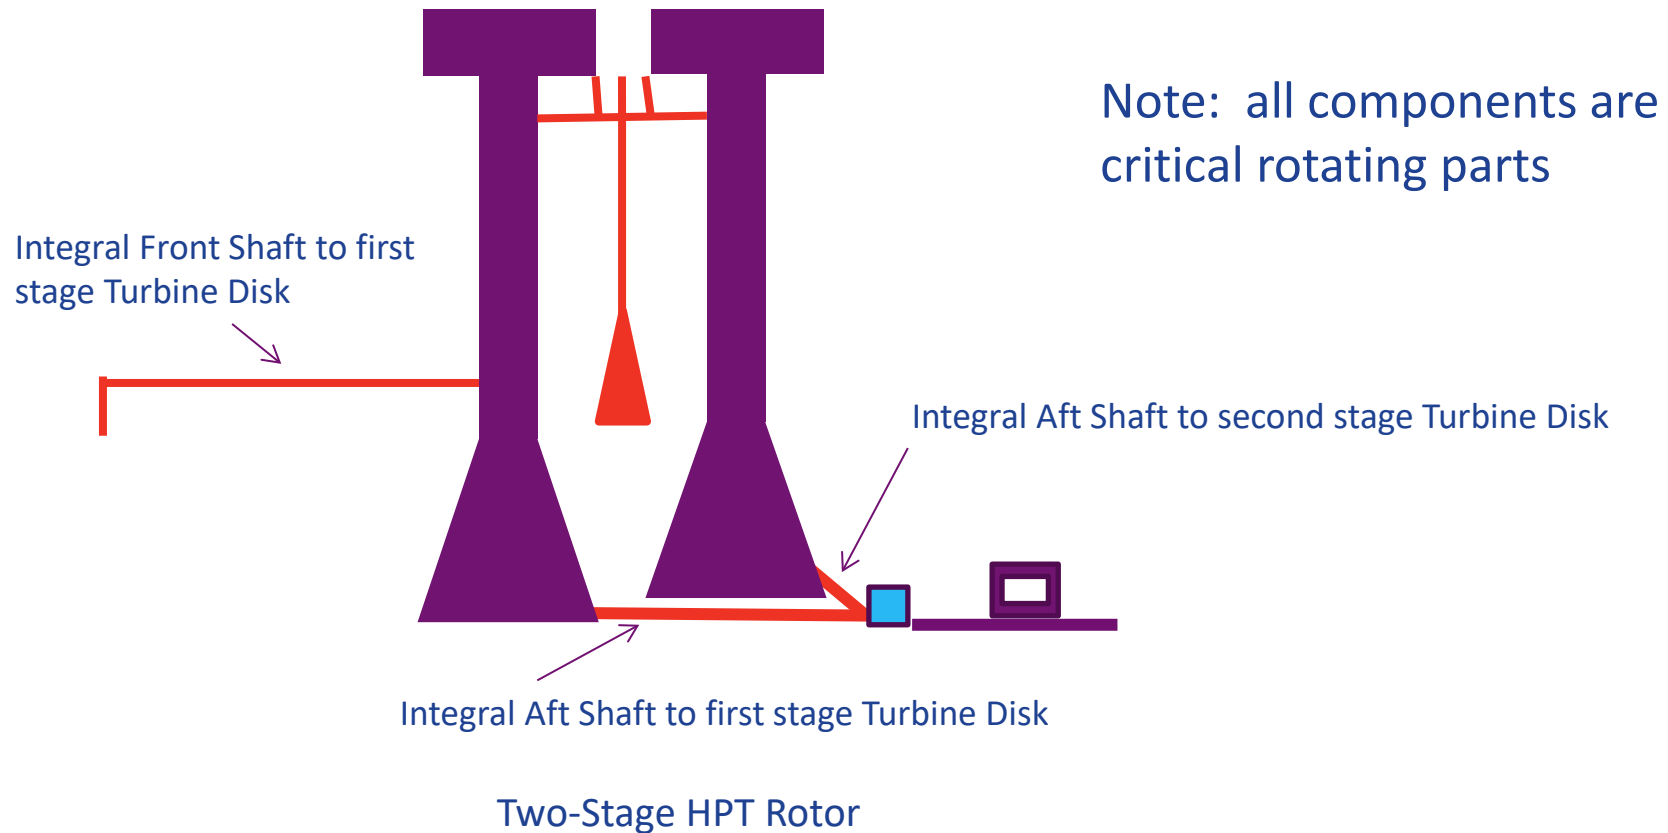 Note:  all components are
critical rotating parts
Integral Front Shaft to first
stage Turbine Disk
Integral Aft Shaft to second stage Turbine Disk
Integral Aft Shaft to first stage Turbine Disk
Two-Stage HPT Rotor